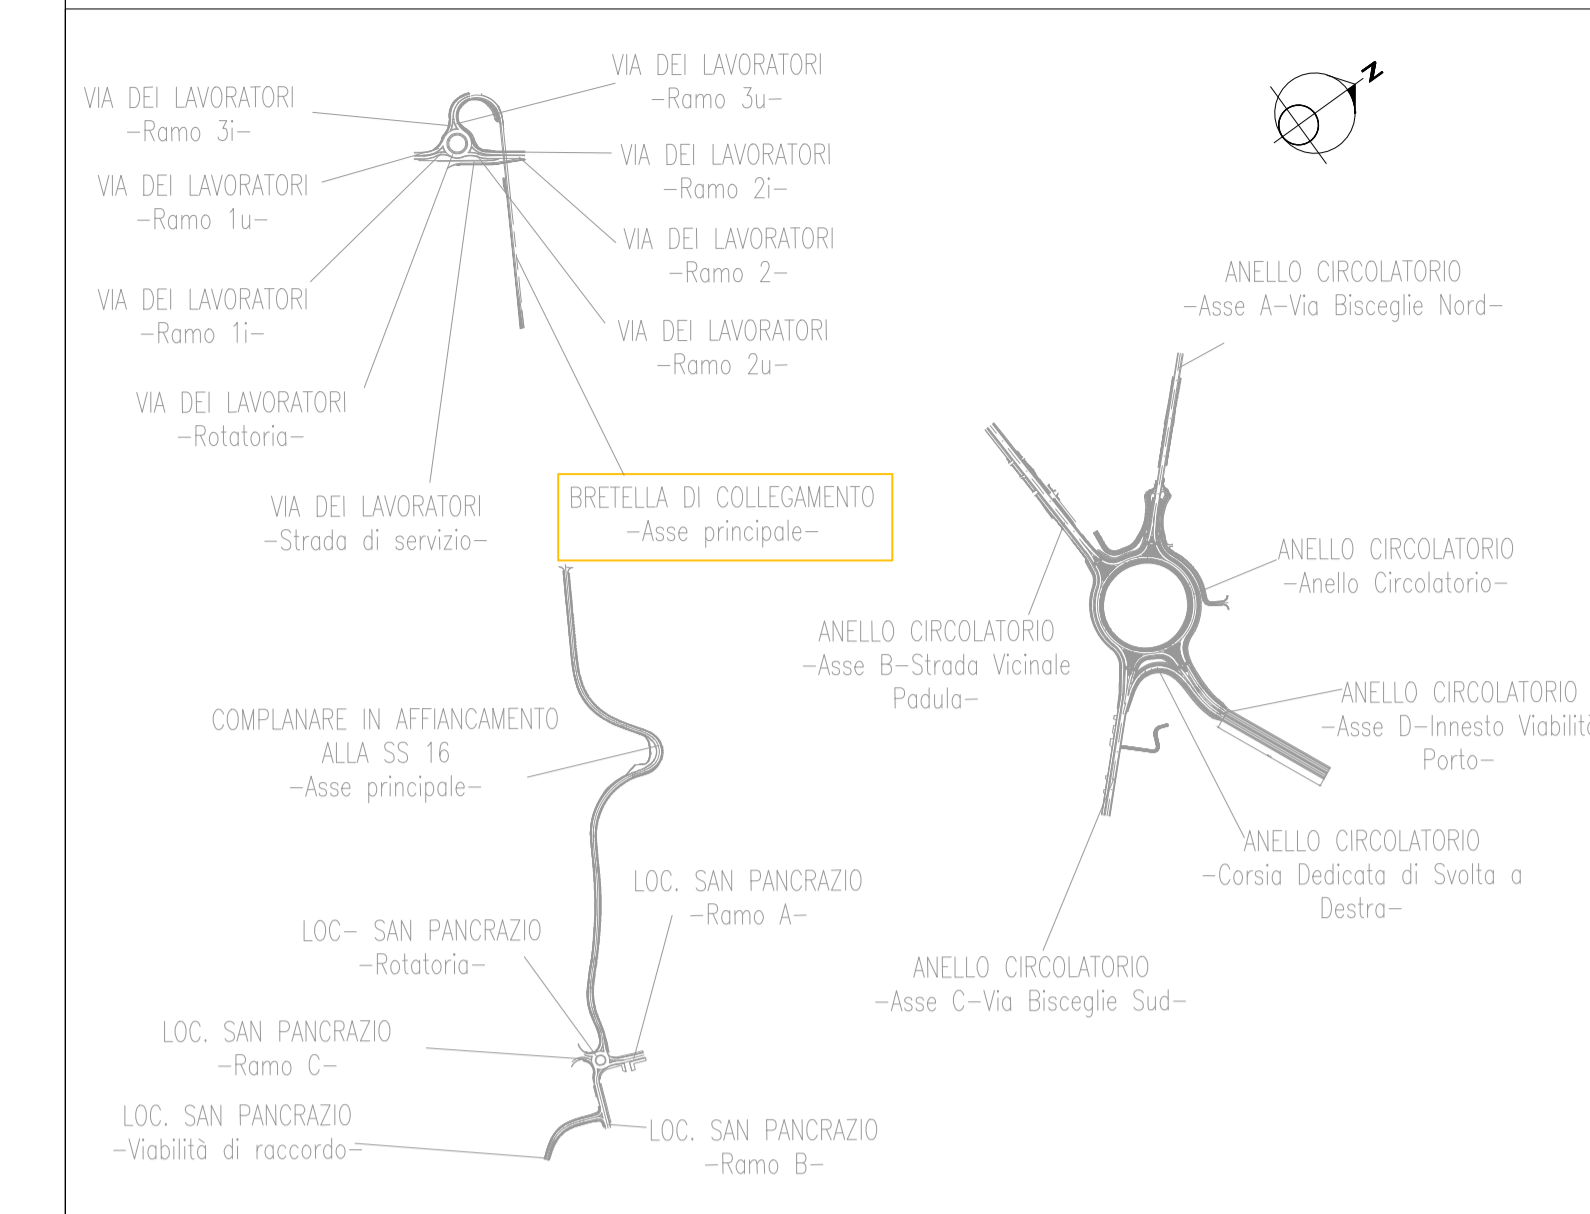 VIA DEI LAVORATORI
-Ramo 3u-
VIA DEI LAVORATORI
-Ramo 3i-
VIA DEI LAVORATORI
-Ramo 2i-
VIA DEI LAVORATORI
-Ramo 1u-
VIA DEI LAVORATORI
-Ramo 2-
VIA DEI LAVORATORI
-Ramo 1i-
VIA DEI LAVORATORI
-Ramo 2u-
VIA DEI LAVORATORI
-Rotatoria-
VIA DEI LAVORATORI
-Strada di servizio-
BRETELLA DI COLLEGAMENTO
-Asse principale-
COMPLANARE IN AFFIANCAMENTO
ALLA SS 16
-Asse principale-
LOC. SAN PANCRAZIO
-Ramo A-
LOC- SAN PANCRAZIO
-Rotatoria-
LOC. SAN PANCRAZIO
-Ramo C-
LOC. SAN PANCRAZIO
-Viabilità di raccordo-
LOC. SAN PANCRAZIO
-Ramo B-
N
ANELLO CIRCOLATORIO
-Asse A-Via Bisceglie Nord-
ANELLO CIRCOLATORIO
-Anello Circolatorio-
ANELLO CIRCOLATORIO
-Asse B-Strada Vicinale
Padula-
ANELLO CIRCOLATORIO
-Asse D-Innesto Viabilità
Porto-
ANELLO CIRCOLATORIO
-Corsia Dedicata di Svolta a
Destra-
ANELLO CIRCOLATORIO
-Asse C-Via Bisceglie Sud-